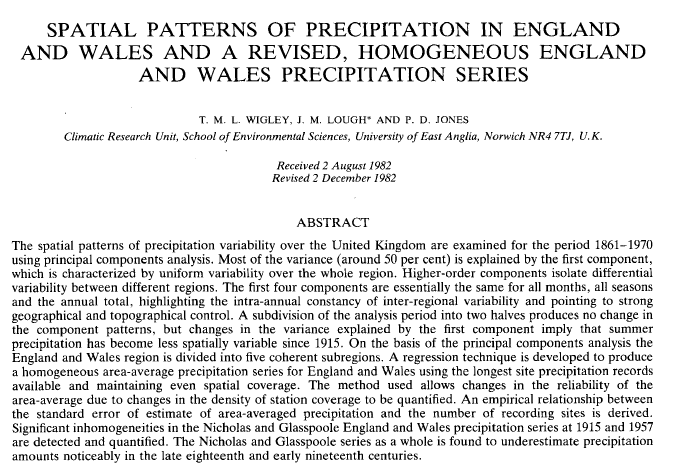 SPATIAL PATTERNS OF PRECIPITATION IN ENGLAND
AND WALES AND A REVISED, HOMOGENEOUS ENGLAND
AND WALES PRECIPITATION SERIES
T. M. L. WIGLEY, J. M. LOUGH* AND P. D. JONES
Climatic Research Unit, School of Environmental Sciences, University of East Anglia, Norwich NR4 7TJ, U.K.
Received 2 August 1982
Revised 2 December 1982
ABSTRACT
The spatial patterns of precipitation variability over the United Kingdom are examined for the period 1861–1970
using principal components analysis. Most of the variance (around 50 per cent) is explained by the first component,
which is characterized by uniform variability over the whole region. Higher-order components isolate differential
variability between different regions. The first four components are essentially the same for all months, all seasons
and the annual total, highlighting the intra-annual constancy of inter-regional variability and pointing to strong
geographical and topographical control. A subdivision of the analysis period into two halves produces no change in
the component patterns, but changes in the variance explained by the first component imply that summer
precipitation has become less spatially variable since 1915. On the basis of the principal components analysis the
England and Wales region is divided into five coherent subregions. A regression technique is developed to produce
a homogeneous area-average precipitation series for England and Wales using the longest site precipitation records
available and maintaining even spatial coverage. The method used allows changes in the reliability of the
area-average due to changes in the density of station coverage to be quantified. An empirical relationship between
the standard error of estimate of area-averaged precipitation and the number of recording sites is derived.
Significant inhomogeneities in the Nicholas and Glasspoole England and Wales precipitation series at 1915 and 1957
are detected and quantified. The Nicholas and Glasspoole series as a whole is found to underestimate precipitation
amounts noticeably in the late eighteenth and early nineteenth centuries.